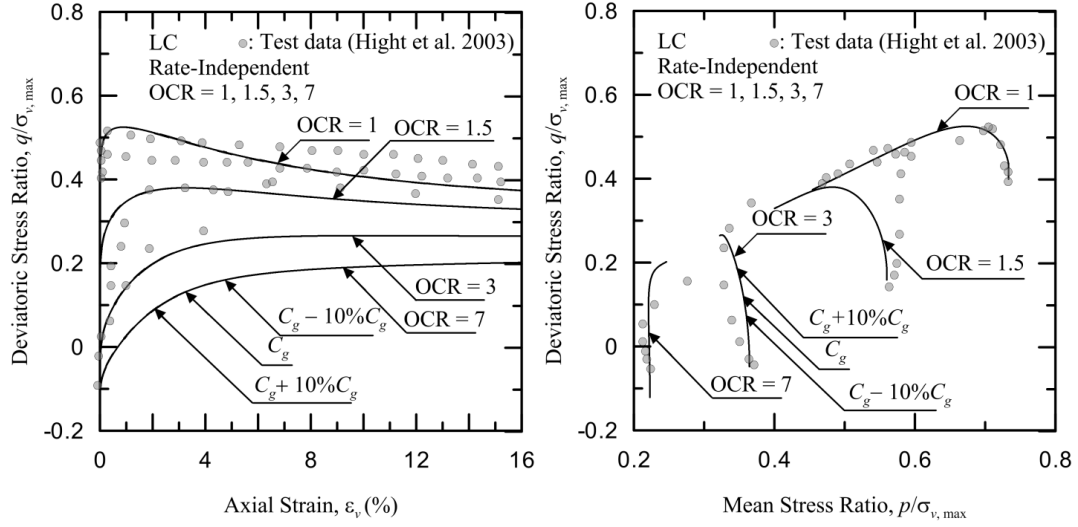 LC : Test data (Hight et al. 2003)
Rate-Independent
OCR = 1, 1.5, 3, 7
OCR = 1
OCR = 1.5
OCR = 3
OCR = 7
Cg − 10%Cg
Cg
Cg + 10%Cg
0.8
0.6
0.4
0.2
0
-0.2
0 4 8 12 16
Deviatoric Stress Ratio, q/σv, max
Axial Strain, εv (%)
LC : Test data (Hight et al. 2003)
Rate-Independent
OCR = 1, 1.5, 3, 7
OCR = 1
OCR = 3
OCR = 1.5
Cg+10%Cg
Cg
OCR = 7
Cg− 10%Cg
0.8
0.6
0.4
0.2
0
-0.2
0.2 0.4 0.6 0.8
Deviatoric Stress Ratio, q/σv, max
Mean Stress Ratio, p/σv, max